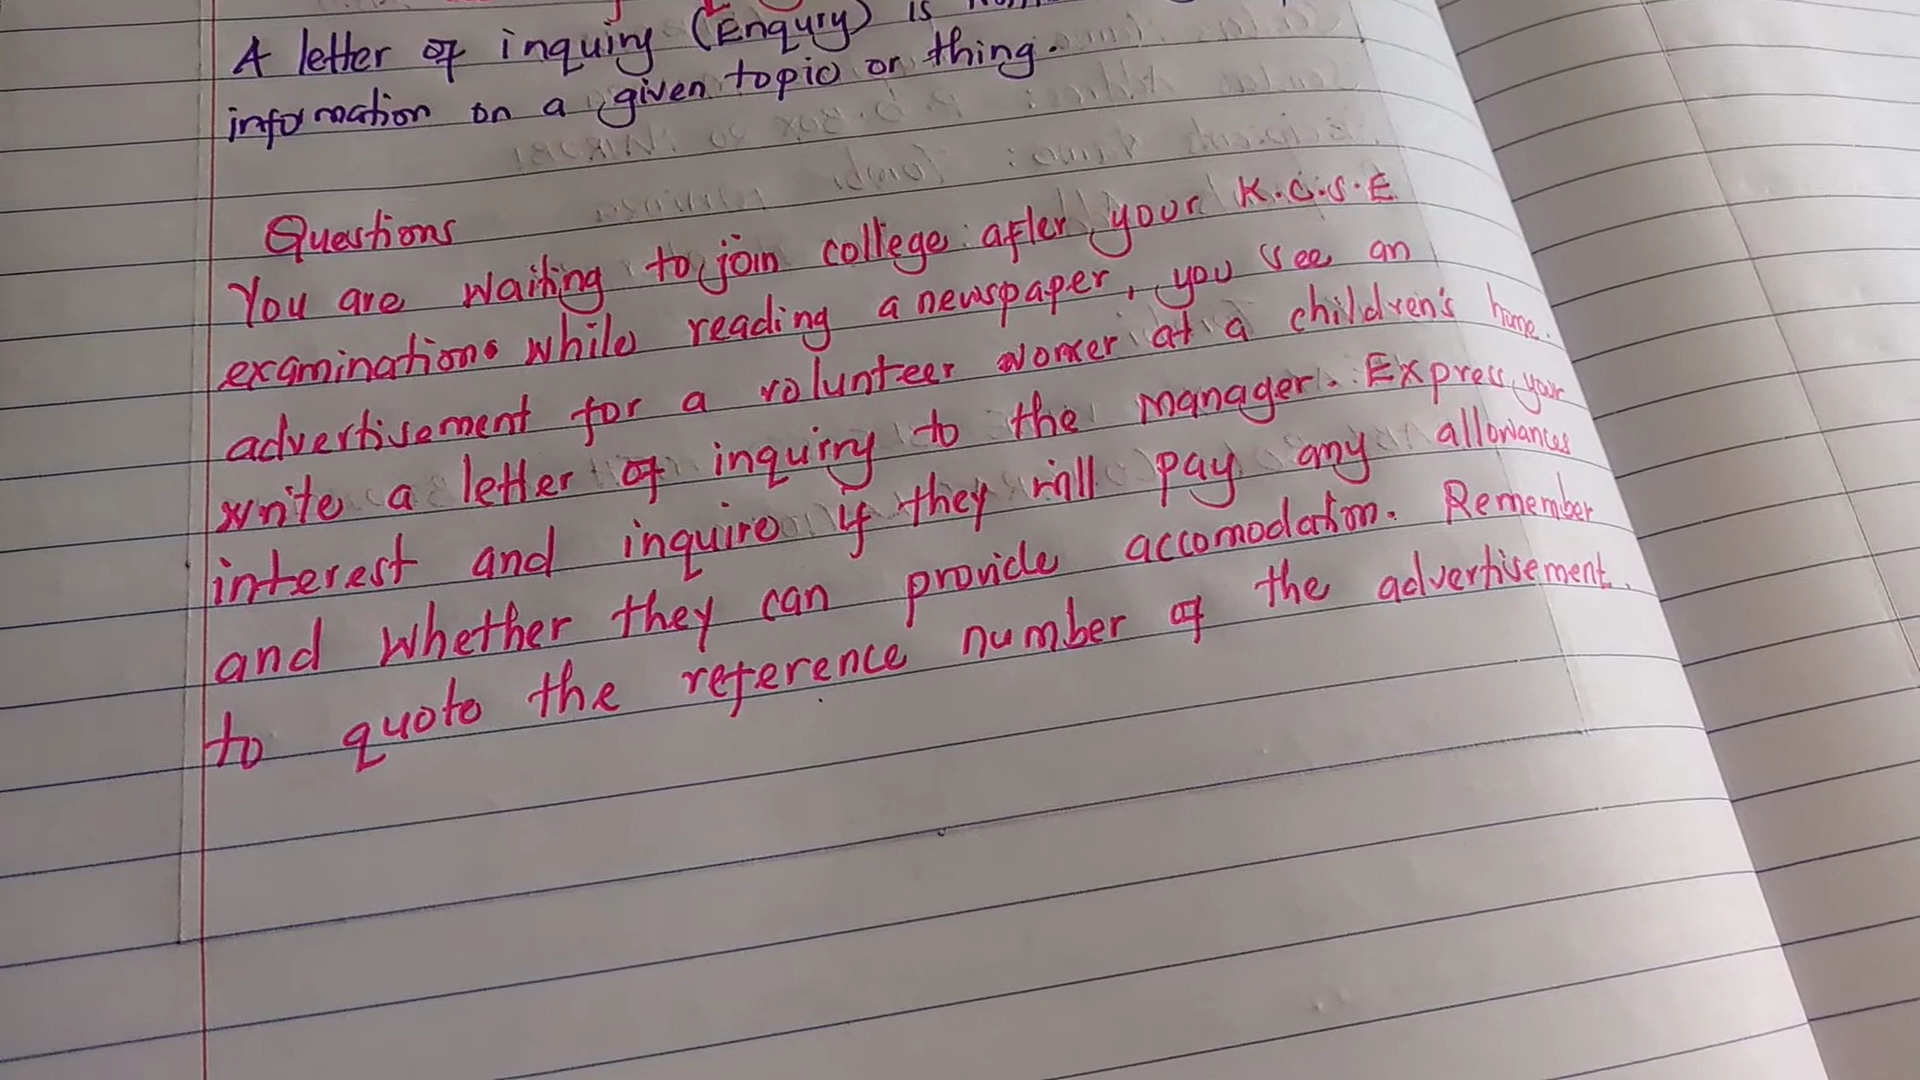 A letter of inquiry (Enqury) is
information on a given topic or thing.
Questions
You are waiting to join college after your K.C.S.E
examinations while reading a newspaper, you see an
advertisement for a volunteer worker at a children's home.
write a letter of inquiry to the manager. Express your
interest and inquire if they will pay any allowances
and whether they can provide accomodation. Remember
to quote the reference number of the advertisement.